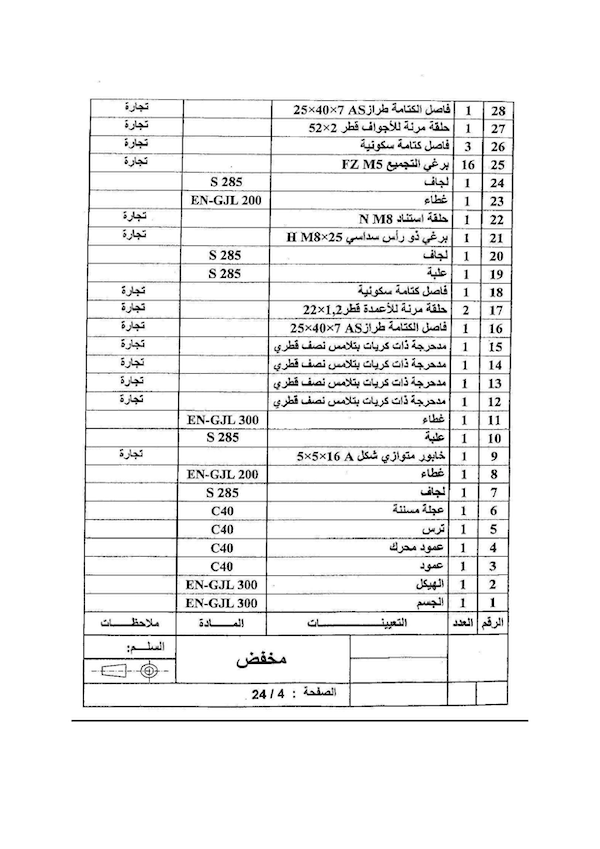 28 1 فاصل الكتامة طراز AS 25×40×7 تجارة
27 1 حلقة مرنة للأجواف قطر 2×52 تجارة
26 3 فاصل كتامة سكونية تجارة
25 16 برغي التجميع FZ M5 تجارة
24 1 لجاف S 285
23 1 غطاء EN-GJL 200
22 1 حلقة استناد N M8 تجارة
21 1 برغي ذو رأس سداسي H M8×25 تجارة
20 1 لجاف S 285
19 1 علبة S 285
18 1 فاصل كتامة سكونية تجارة
17 2 حلقة مرنة للأعمدة قطر 22×1,2 تجارة
16 1 فاصل الكتامة طراز AS 25×40×7 تجارة
15 1 مدحرجة ذات كريات بتلامس نصف قطري تجارة
14 1 مدحرجة ذات كريات بتلامس نصف قطري تجارة
13 1 مدحرجة ذات كريات بتلامس نصف قطري تجارة
12 1 مدحرجة ذات كريات بتلامس نصف قطري تجارة
11 1 غطاء EN-GJL 300
10 1 علبة S 285
9 1 خابور متوازي شكل A 5×5×16 تجارة
8 1 غطاء EN-GJL 200
7 1 لجاف S 285
6 1 عجلة مسننة C40
5 1 ترس C40
4 1 عمود محرك C40
3 1 عمود C40
2 1 الهيكل EN-GJL 300
1 1 الجسم EN-GJL 300
الرقم العدد التعيينــات المــادة ملاحظــات
مخفض السلــم:
الصفحة : 4 / 24